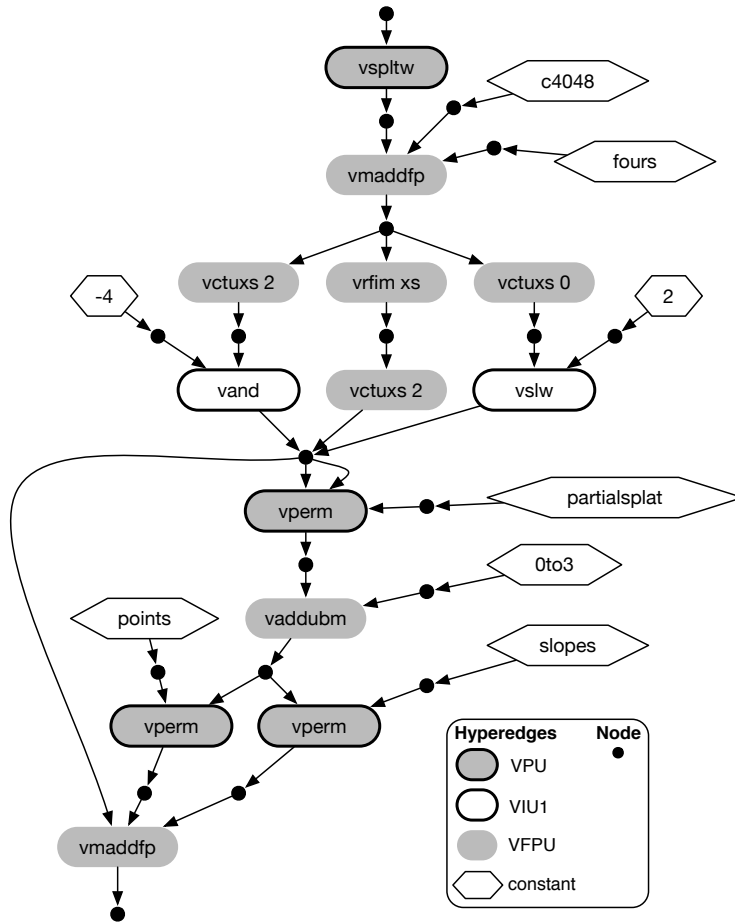 vspltw
c4048
fours
vmaddfp
vctuxs 2
vrfim xs
vctuxs 0
-4
2
vand
vctuxs 2
vslw
partialsplat
vperm
0to3
points
vaddubm
slopes
vperm
vperm
Hyperedges Node
VPU
VIU1
vmaddfp
VFPU
constant